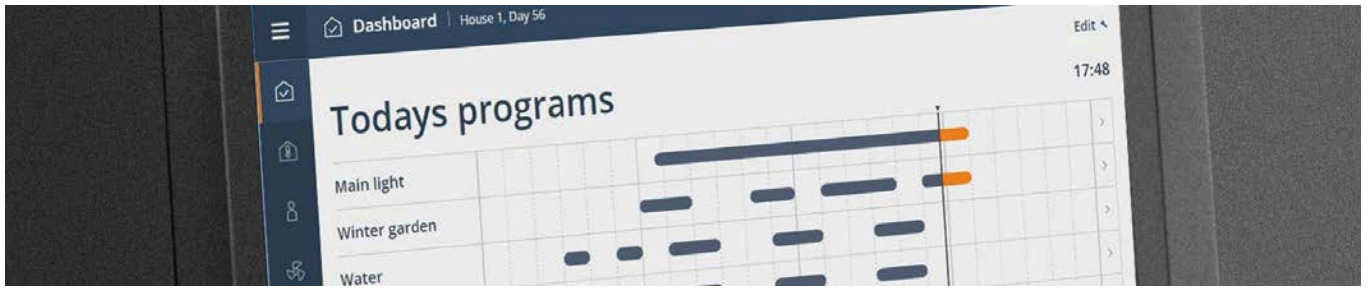 Dashboard | House 1, Day 56
Edit
Todays programs
17:48
Main light
Winter garden
Water